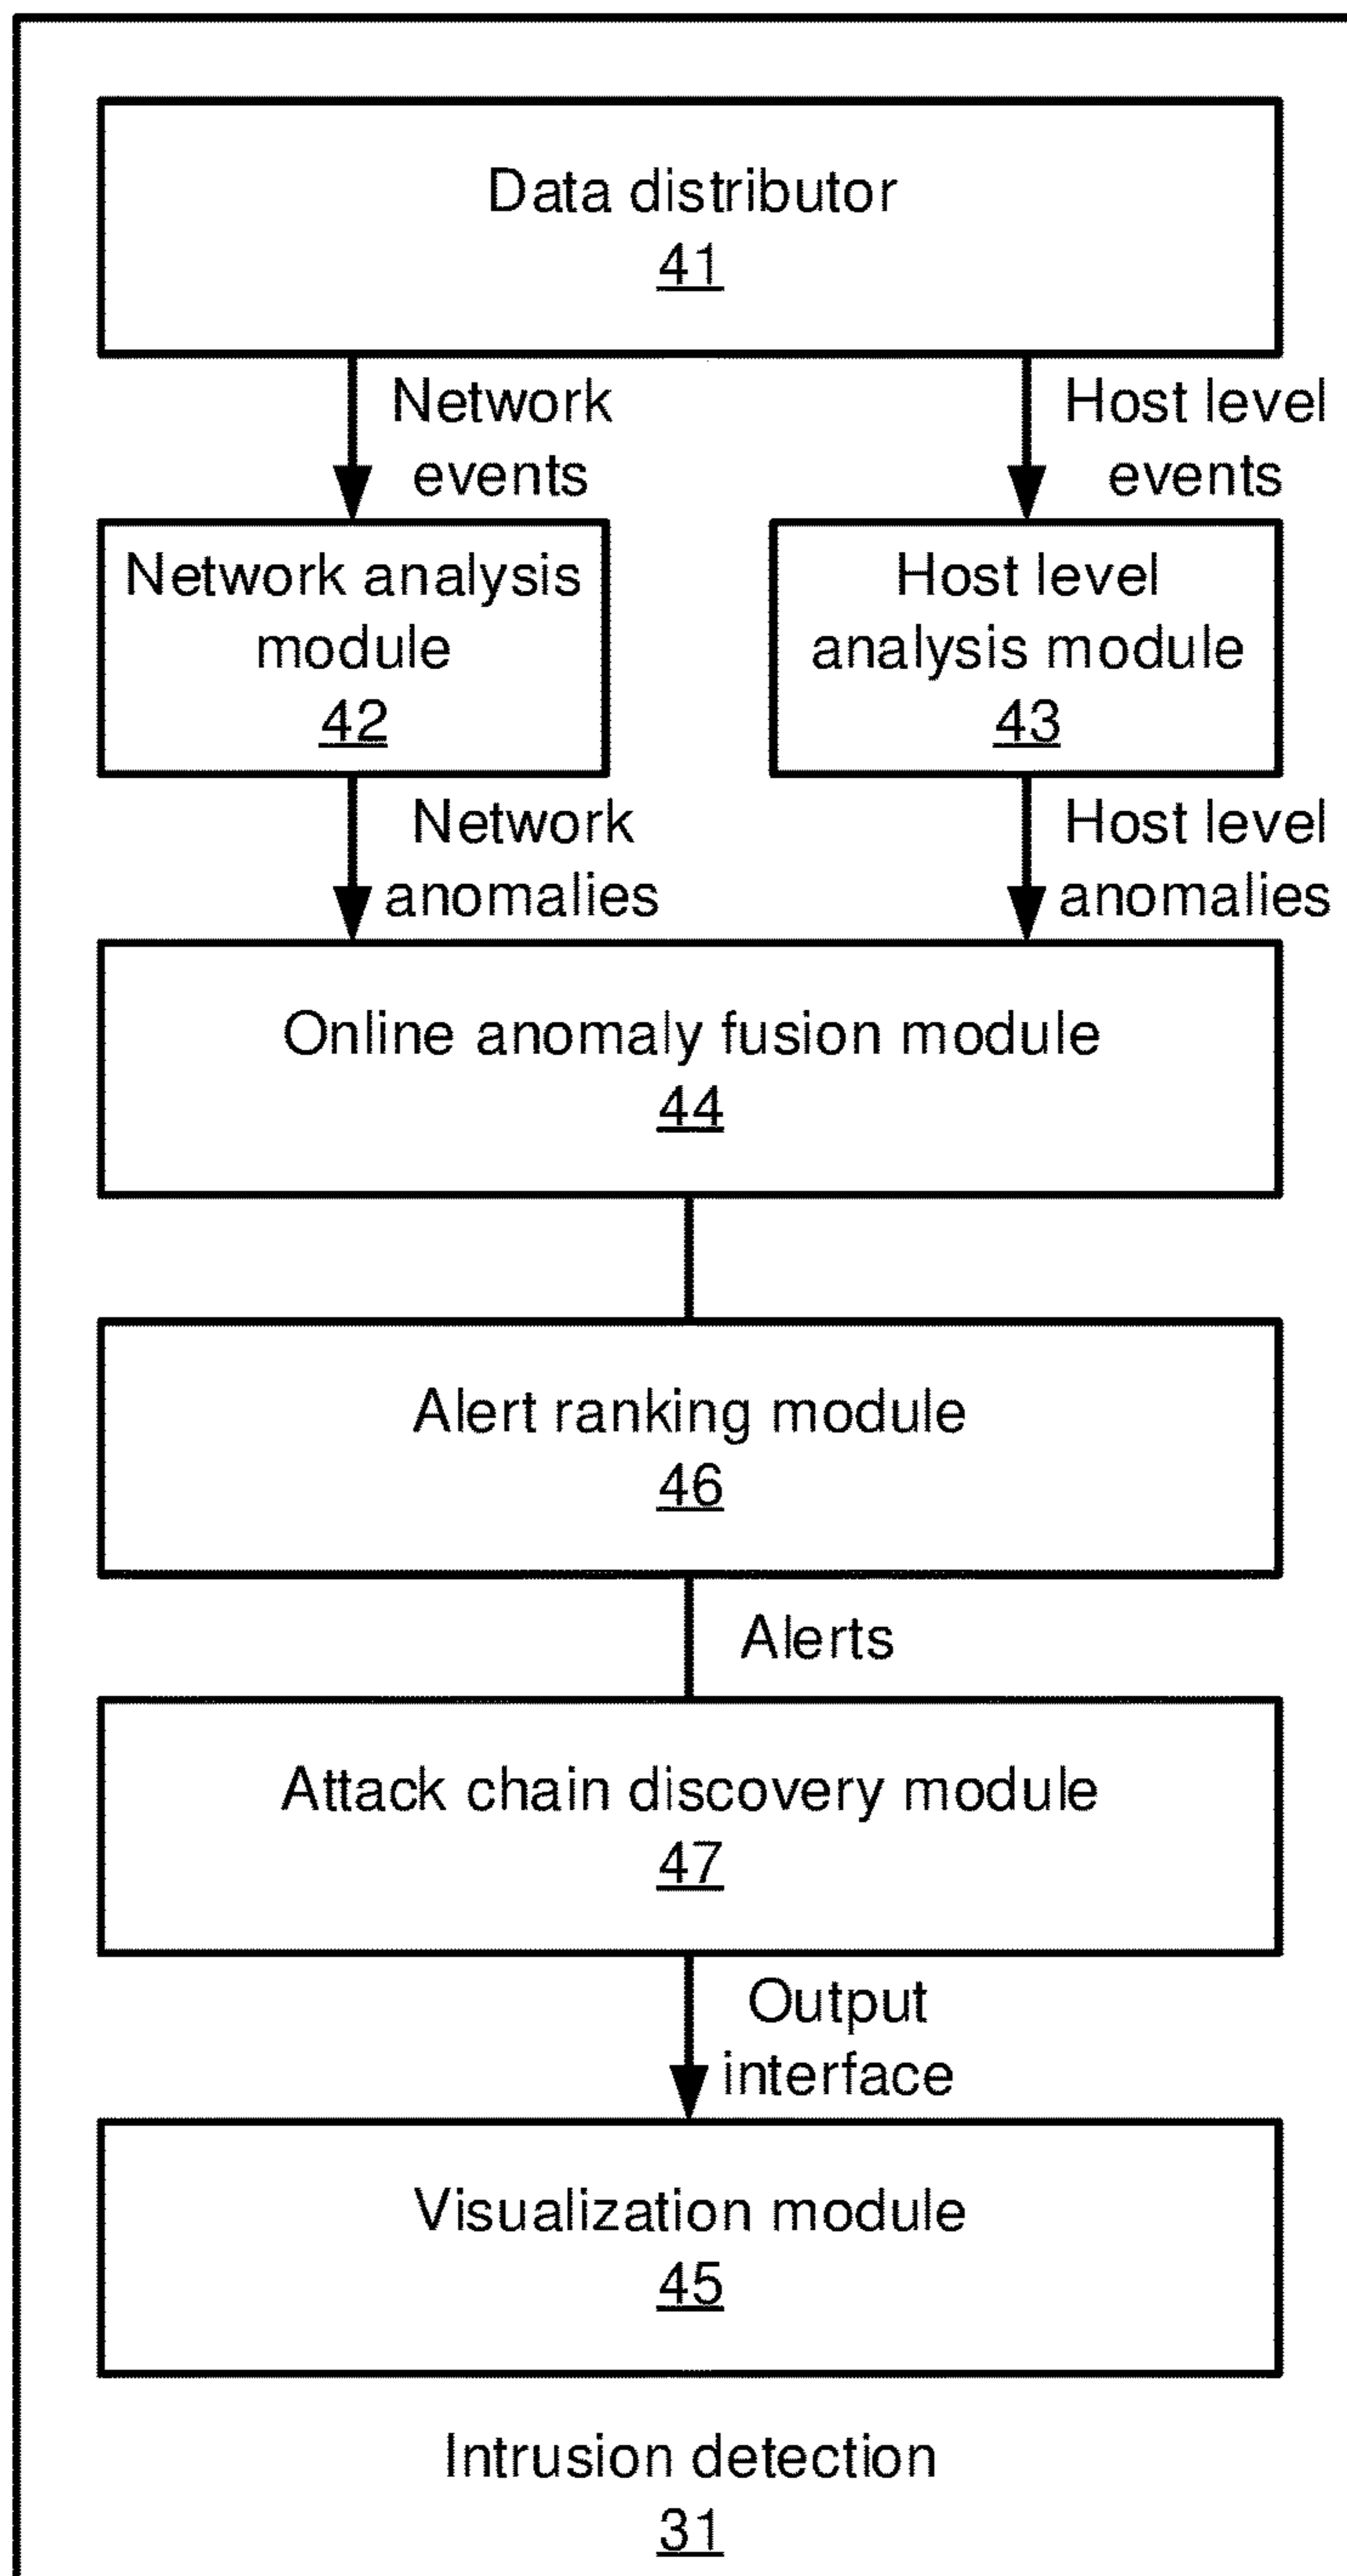 Data distributor
41
Network
events
Host level
events
Network analysis
module
42
Host level
analysis module
43
Network
anomalies
Host level
anomalies
Online anomaly fusion module
44
Alert ranking module
46
Alerts
Attack chain discovery module
47
Output
interface
Visualization module
45
Intrusion detection
31